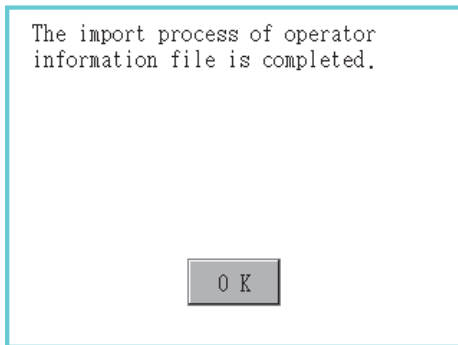 The import process of operator
information file is completed.
OK